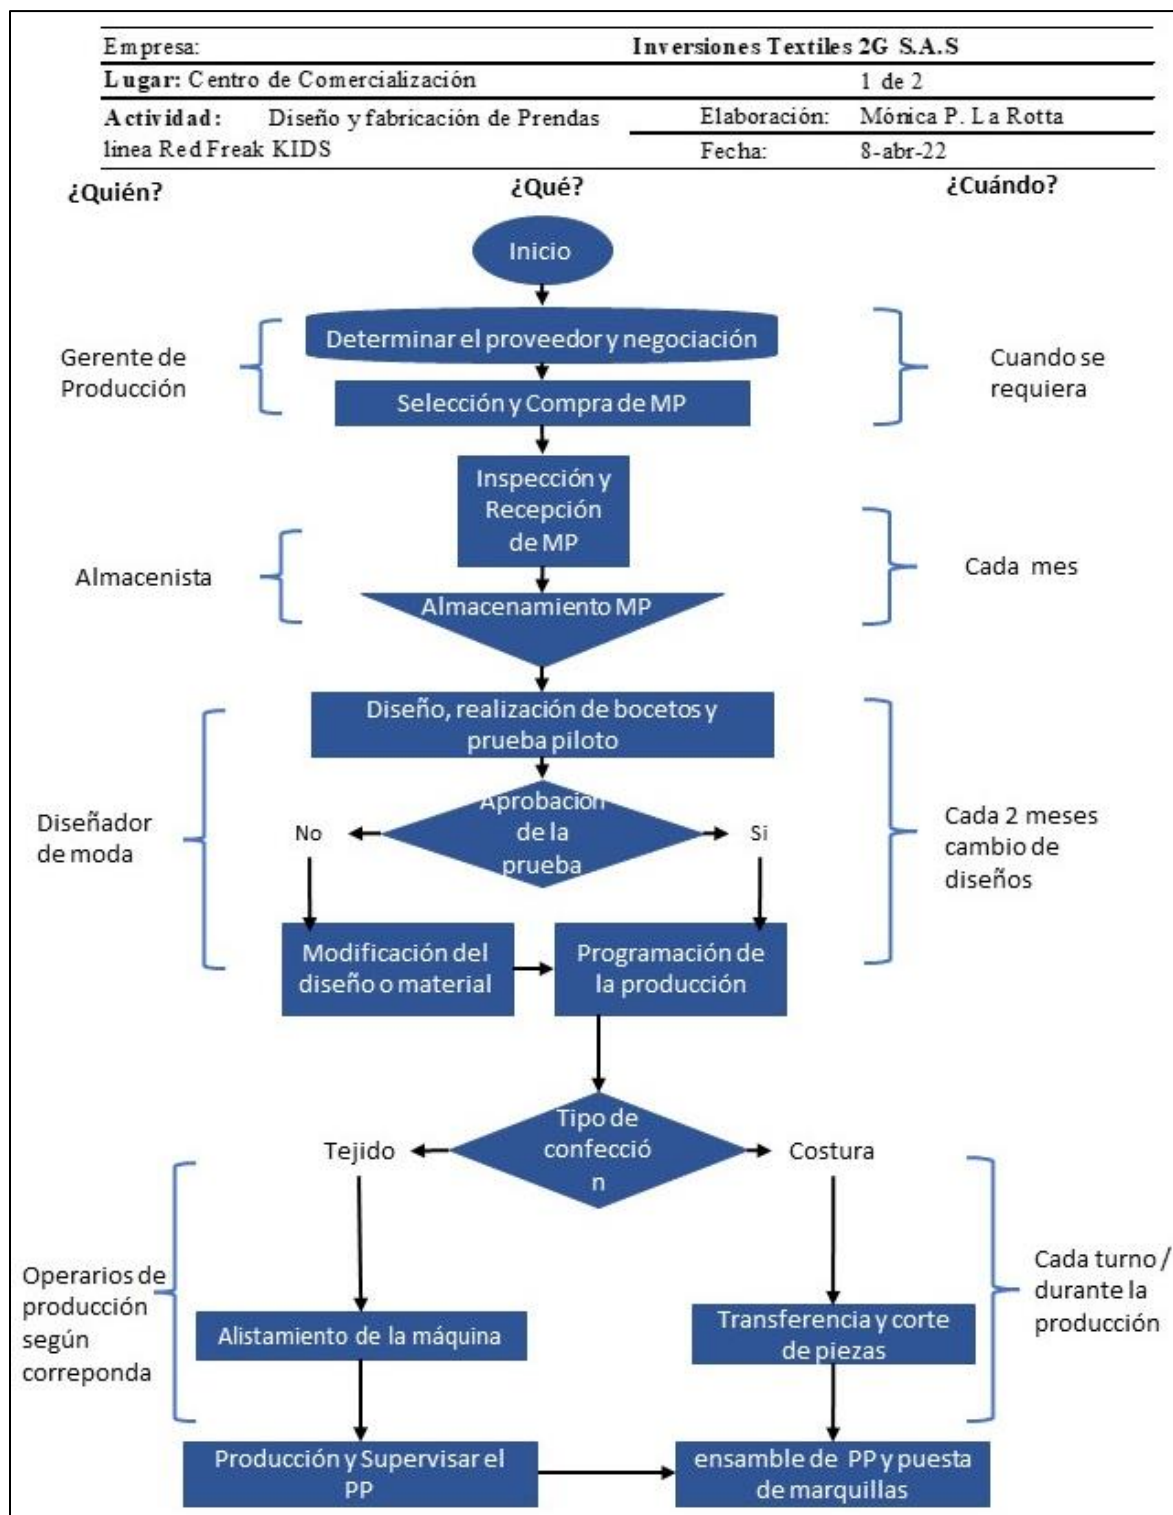 Empresa: Inversiones Textiles 2G S.A.S
Lugar: Centro de Comercialización 1 de 2
Actividad: Diseño y fabricación de Prendas Elaboración: Mónica P. La Rotta
linea Red Freak KIDS Fecha: 8-abr-22
¿Quién? ¿Qué? ¿Cuándo?
Inicio
Determinar el proveedor y negociación
Gerente de
Producción
Cuando se
requiera
Selección y Compra de MP
Inspección y
Recepción
de MP
Almacenista
Cada mes
Almacenamiento MP
Diseño, realización de bocetos y
prueba piloto
Diseñador
de moda
No
Aprobación
de la
prueba
Si
Cada 2 meses
cambio de
diseños
Modificación del
diseño o material
Programación de
la producción
Tejido
Tipo de
confecció
n
Costura
Operarios de
producción
según
correponda
Alistamiento de la máquina
Transferencia y corte
de piezas
Cada turno /
durante la
producción
Producción y Supervisar el
PP
ensamble de PP y puesta
de marquillas